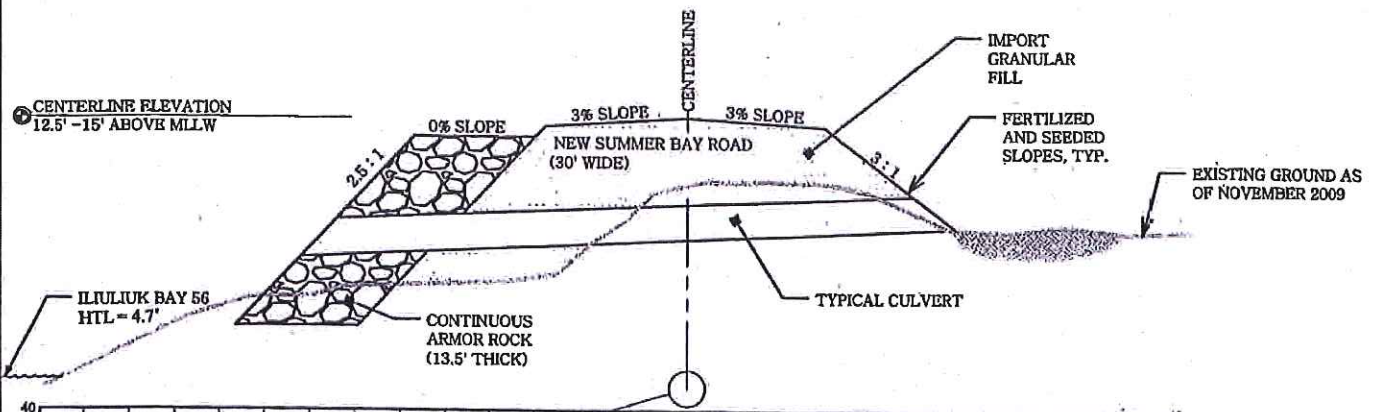 CENTERLINE
IMPORT
GRANULAR
FILL
CENTERLINE ELEVATION
12.5' -15' ABOVE MLLW
0% SLOPE
3% SLOPE
3% SLOPE
FERTILIZED
AND SEEDED
SLOPES, TYP.
NEW SUMMER BAY ROAD
(30' WIDE)
2.5 : 1
3 : 1
EXISTING GROUND AS
OF NOVEMBER 2009
ILIULIUK BAY 56
HTL = 4.7'
TYPICAL CULVERT
CONTINUOUS
ARMOR ROCK
(13.5' THICK)
40